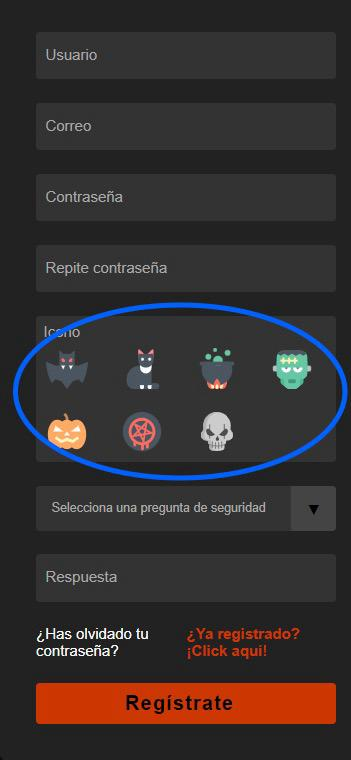 Usuario
Correo
Contraseña
Repite contraseña
Icono
Selecciona una pregunta de seguridad
Respuesta
¿Has olvidado tu
contraseña?
¿Ya registrado?
¡Click aquí!
Regístrate